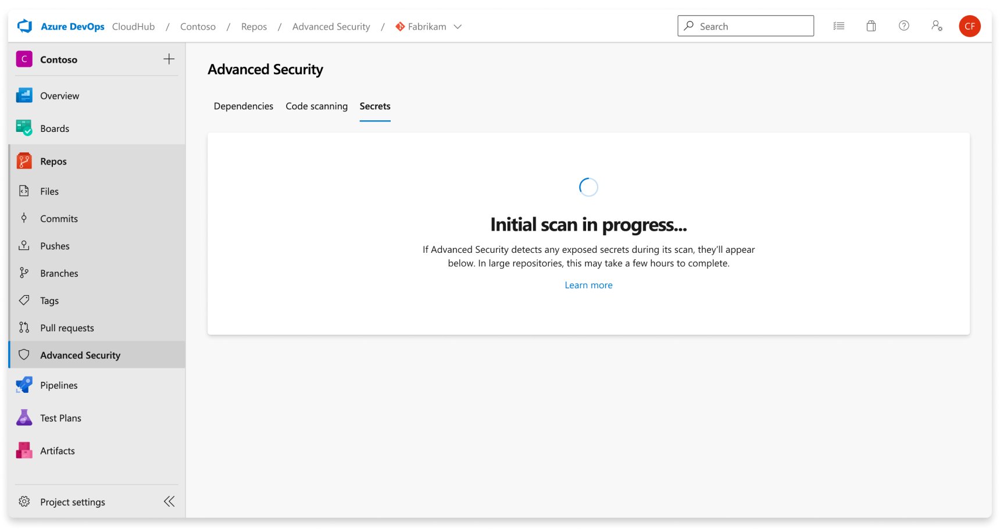 Azure DevOps CloudHub / Contoso / Repos / Advanced Security / Fabrikam
Search
CF
C Contoso
Overview
Boards
Repos
Files
Commits
Pushes
Branches
Tags
Pull requests
Advanced Security
Pipelines
Test Plans
Artifacts
Project settings
Advanced Security
Dependencies Code scanning Secrets
Initial scan in progress...
If Advanced Security detects any exposed secrets during its scan, they’ll appear
below. In large repositories, this may take a few hours to complete.
Learn more